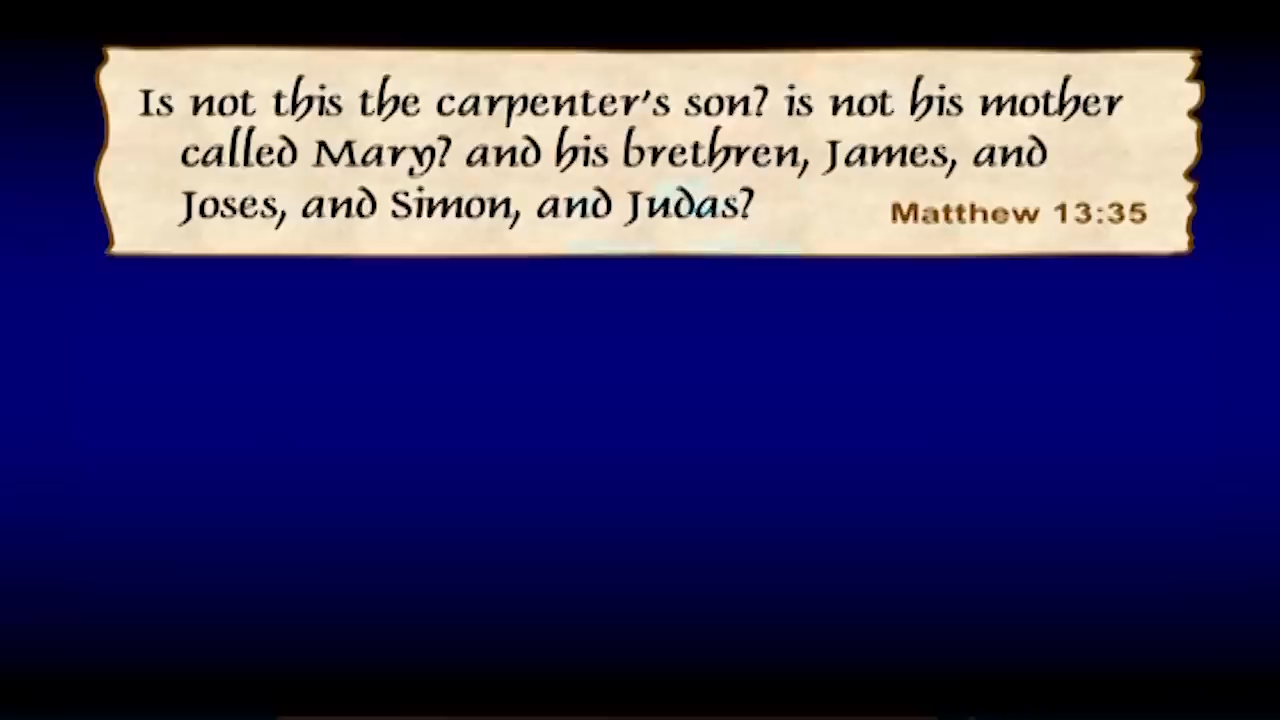 Is not this the carpenter's son? is not his mother
called Mary? and his brethren, James, and
Joses, and Simon, and Judas?
Matthew 13:35